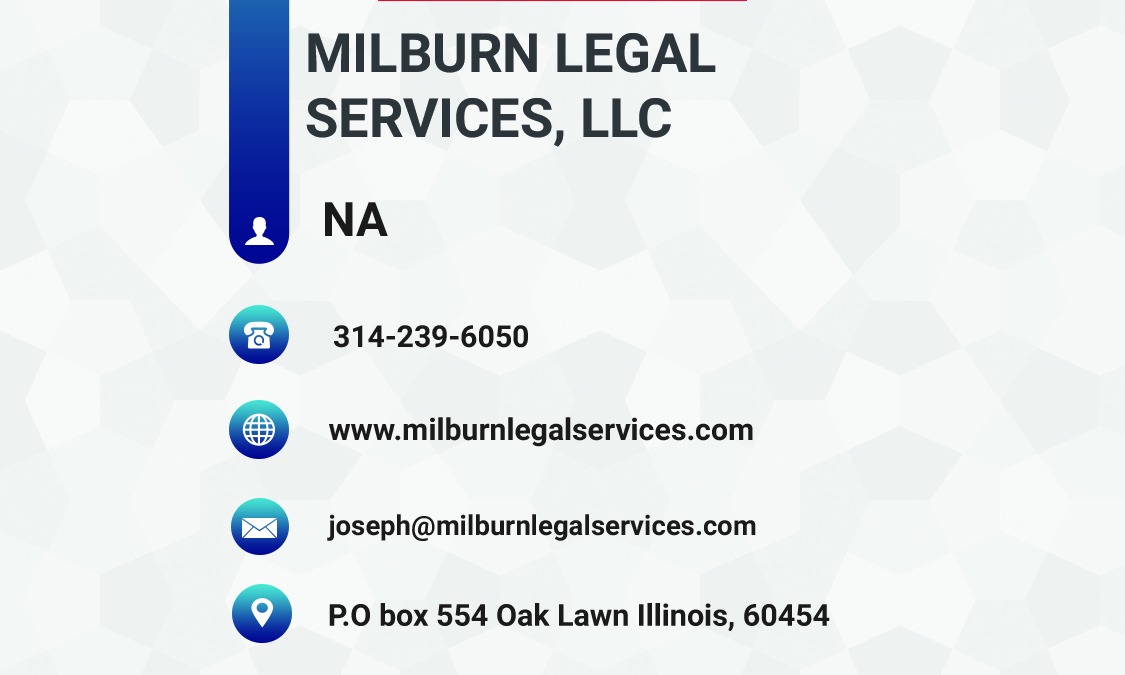 MILBURN LEGAL
SERVICES, LLC
NA
314-239-6050
www.milburnlegalservices.com
joseph@milburnlegalservices.com
P.O box 554 Oak Lawn Illinois, 60454